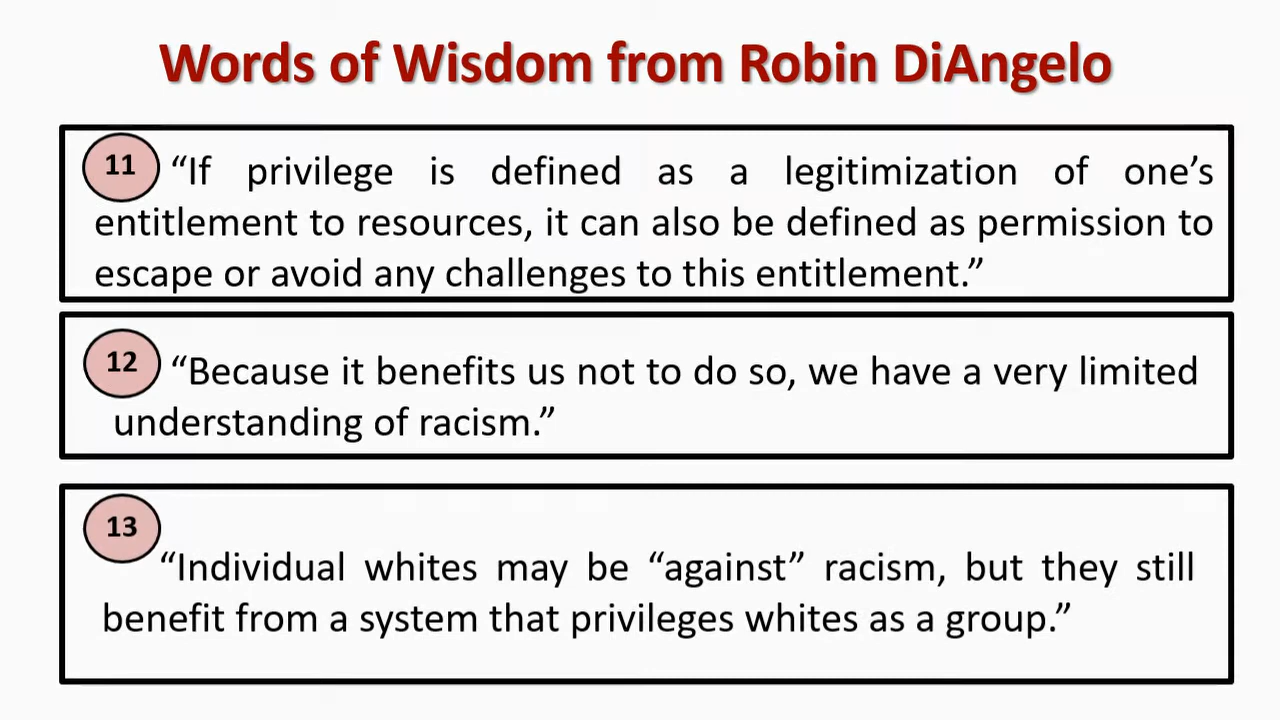 Words of Wisdom from Robin DiAngelo
11 “If privilege is defined as a legitimization of one’s
entitlement to resources, it can also be defined as permission to
escape or avoid any challenges to this entitlement.”
12 “Because it benefits us not to do so, we have a very limited
understanding of racism.”
13
“Individual whites may be “against” racism, but they still
benefit from a system that privileges whites as a group.”